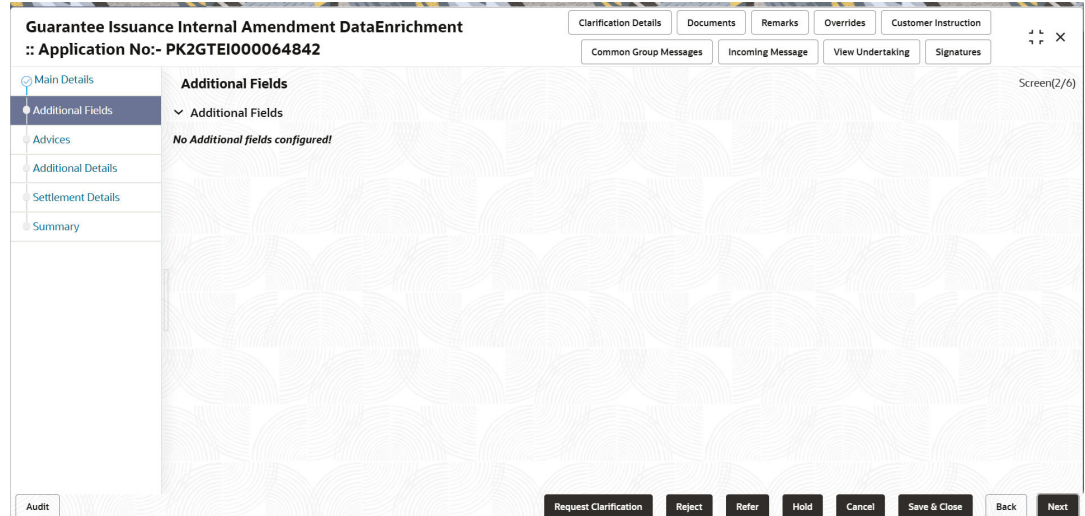 Guarantee Issuance Internal Amendment DataEnrichment
:: Application No:- PK2GTEI000064842
Clarification Details
Documents
Remarks
Overrides
Customer Instruction
Common Group Messages
Incoming Message
View Undertaking
Signatures
Main Details
Additional Fields
Advices
Additional Details
Settlement Details
Summary
Additional Fields
Screen(2/6)
Additional Fields
No Additional fields configured!
Audit
Request Clarification
Reject
Refer
Hold
Cancel
Save & Close
Back
Next